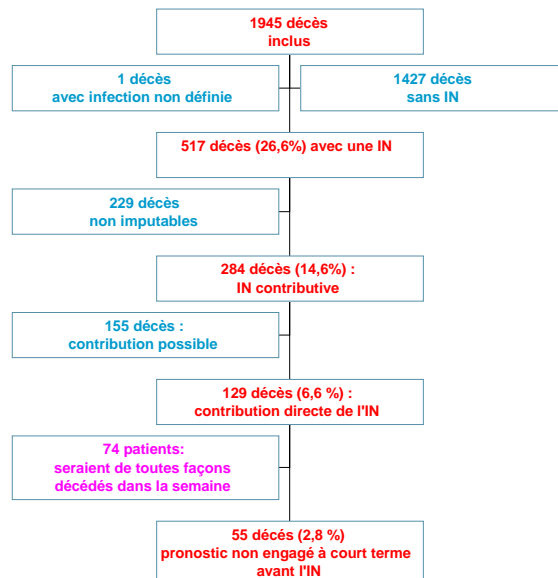 1945 décès
inclus
1 décès
avec infection non définie
1427 décès
sans IN
517 décès (26,6%) avec une IN
229 décès
non imputables
284 décès (14,6%) :
IN contributive
155 décès :
contribution possible
129 décès (6,6 %) :
contribution directe de l'IN
74 patients:
seraient de toutes façons
décédés dans la semaine
55 décés (2,8 %)
pronostic non engagé à court terme
avant l'IN